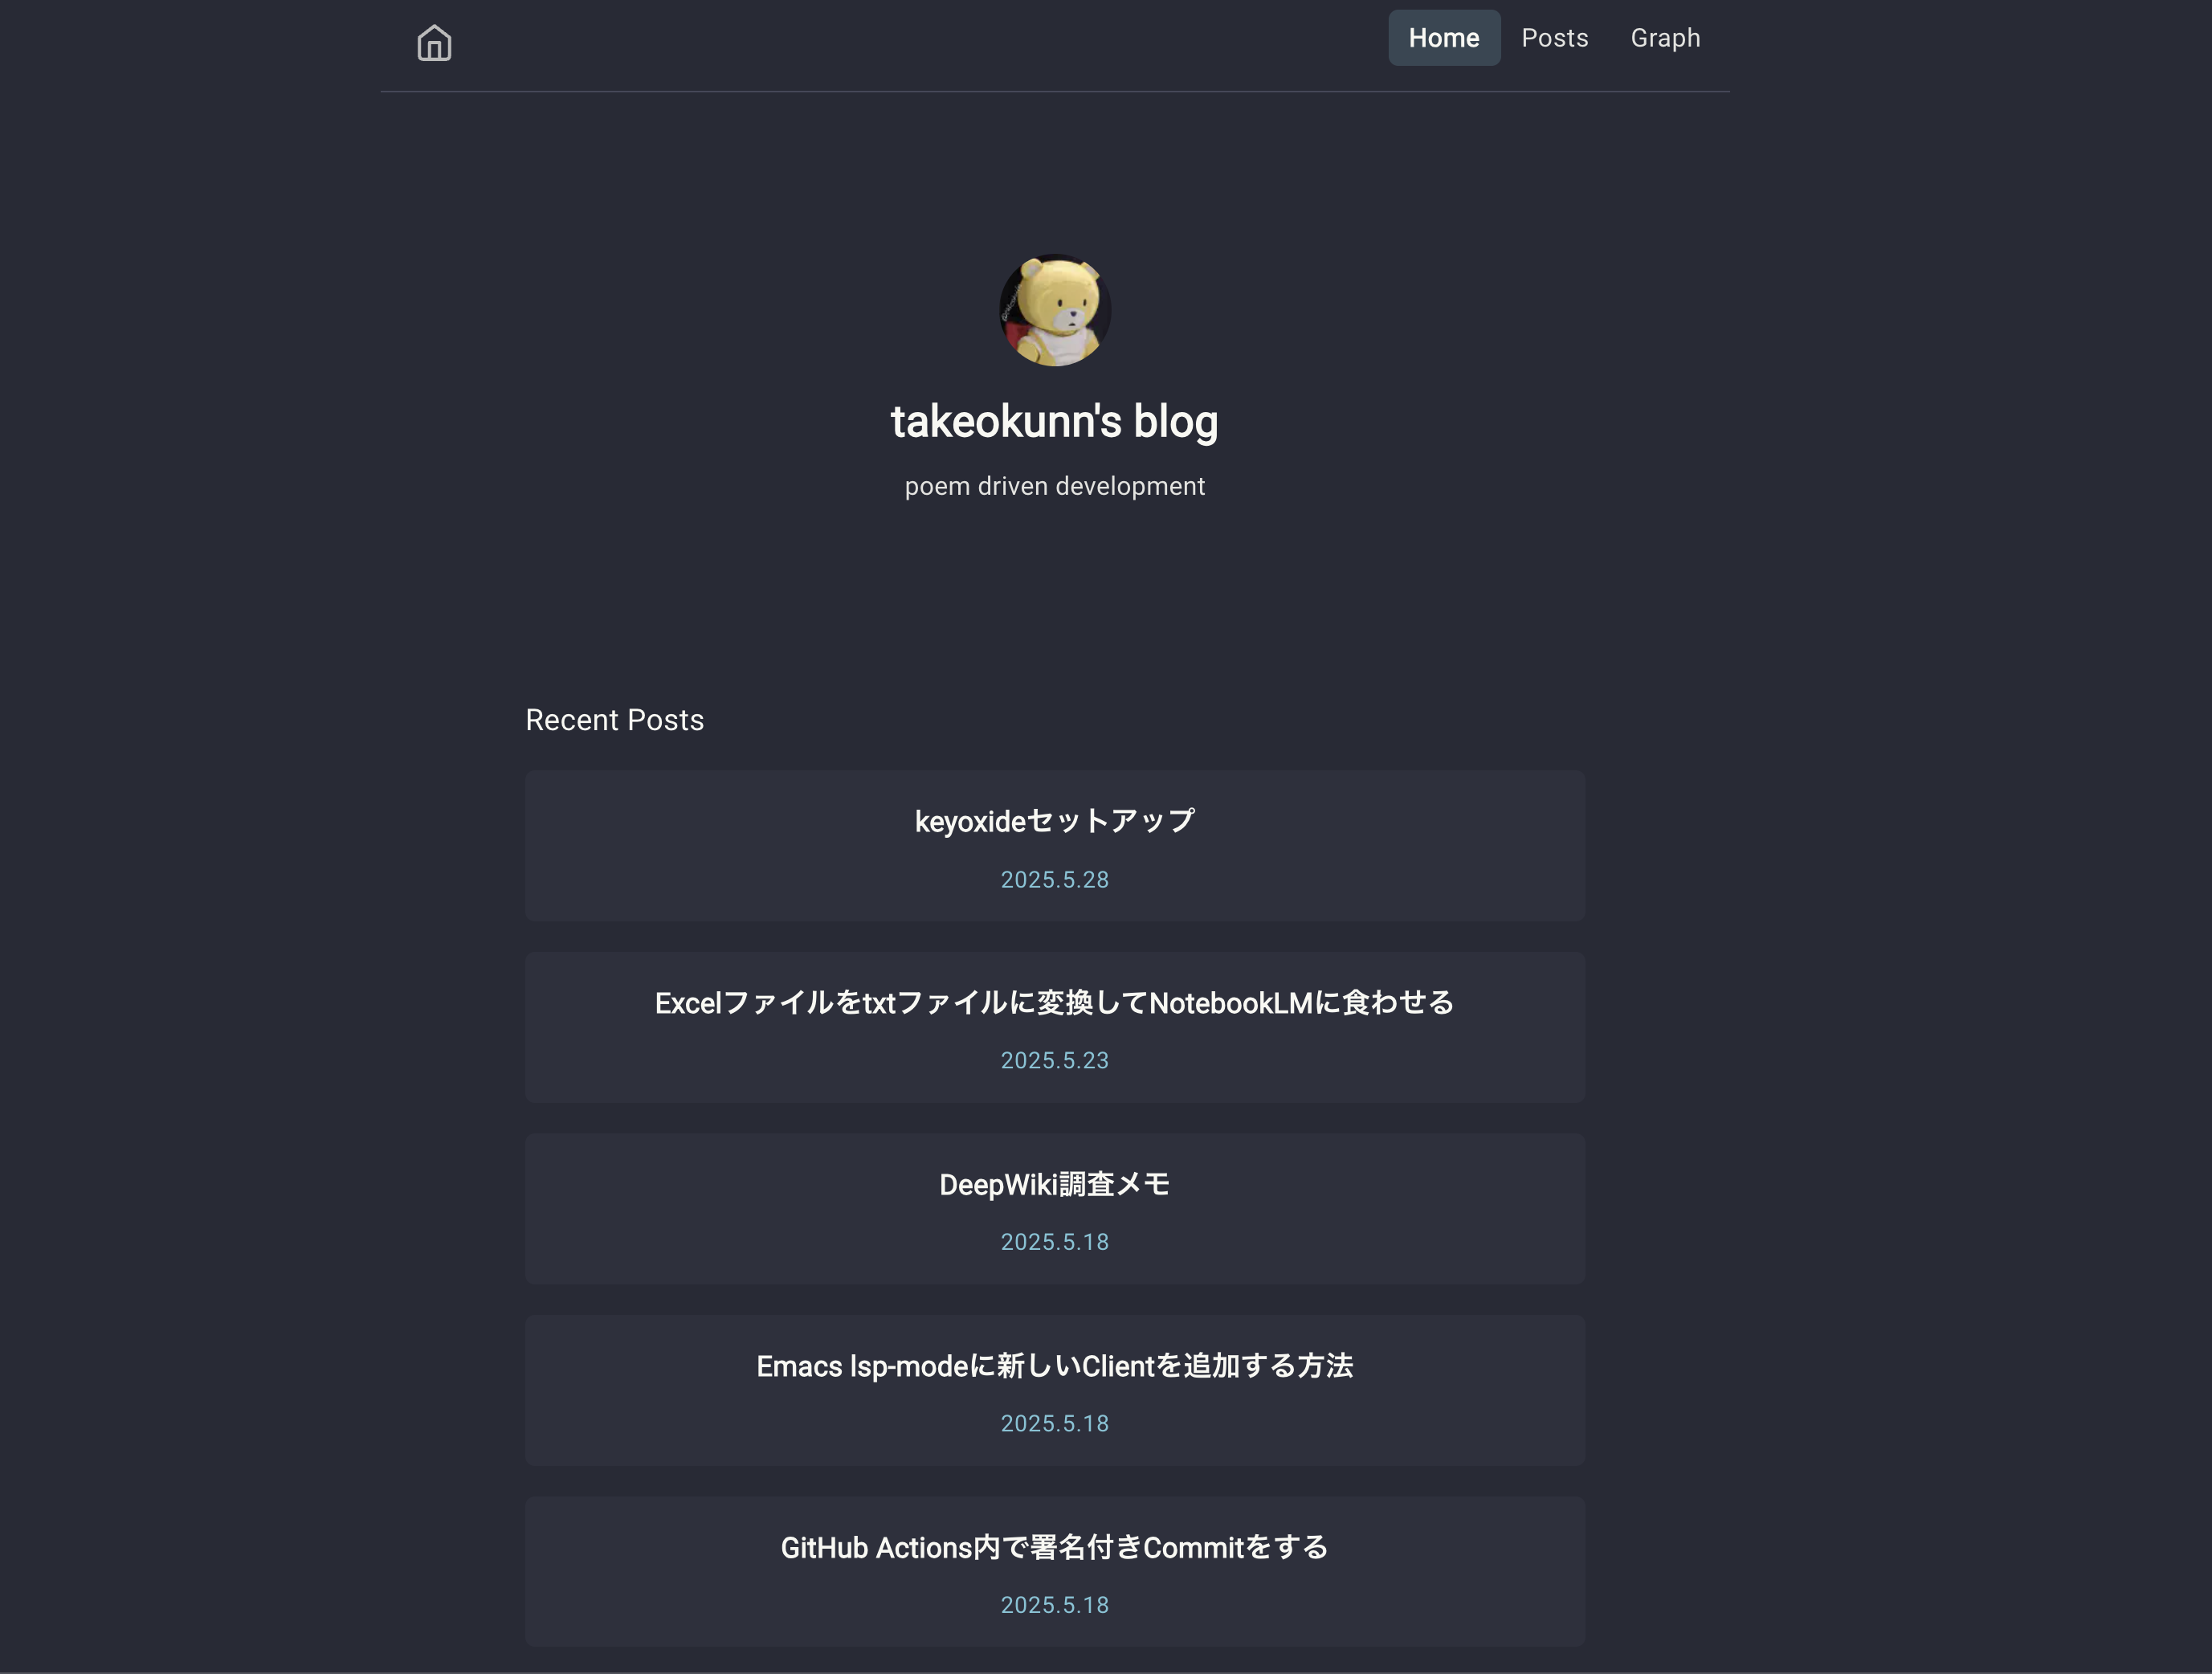 Home
Posts
Graph
takeokunn's blog
poem driven development
Recent Posts
keyoxideセットアップ
2025.5.28
Excelファイルをtxtファイルに変換してNotebookLMに食わせる
2025.5.23
DeepWiki調査メモ
2025.5.18
Emacs lsp-modeに新しいClientを追加する方法
2025.5.18
GitHub Actions内で署名付きCommitをする
2025.5.18